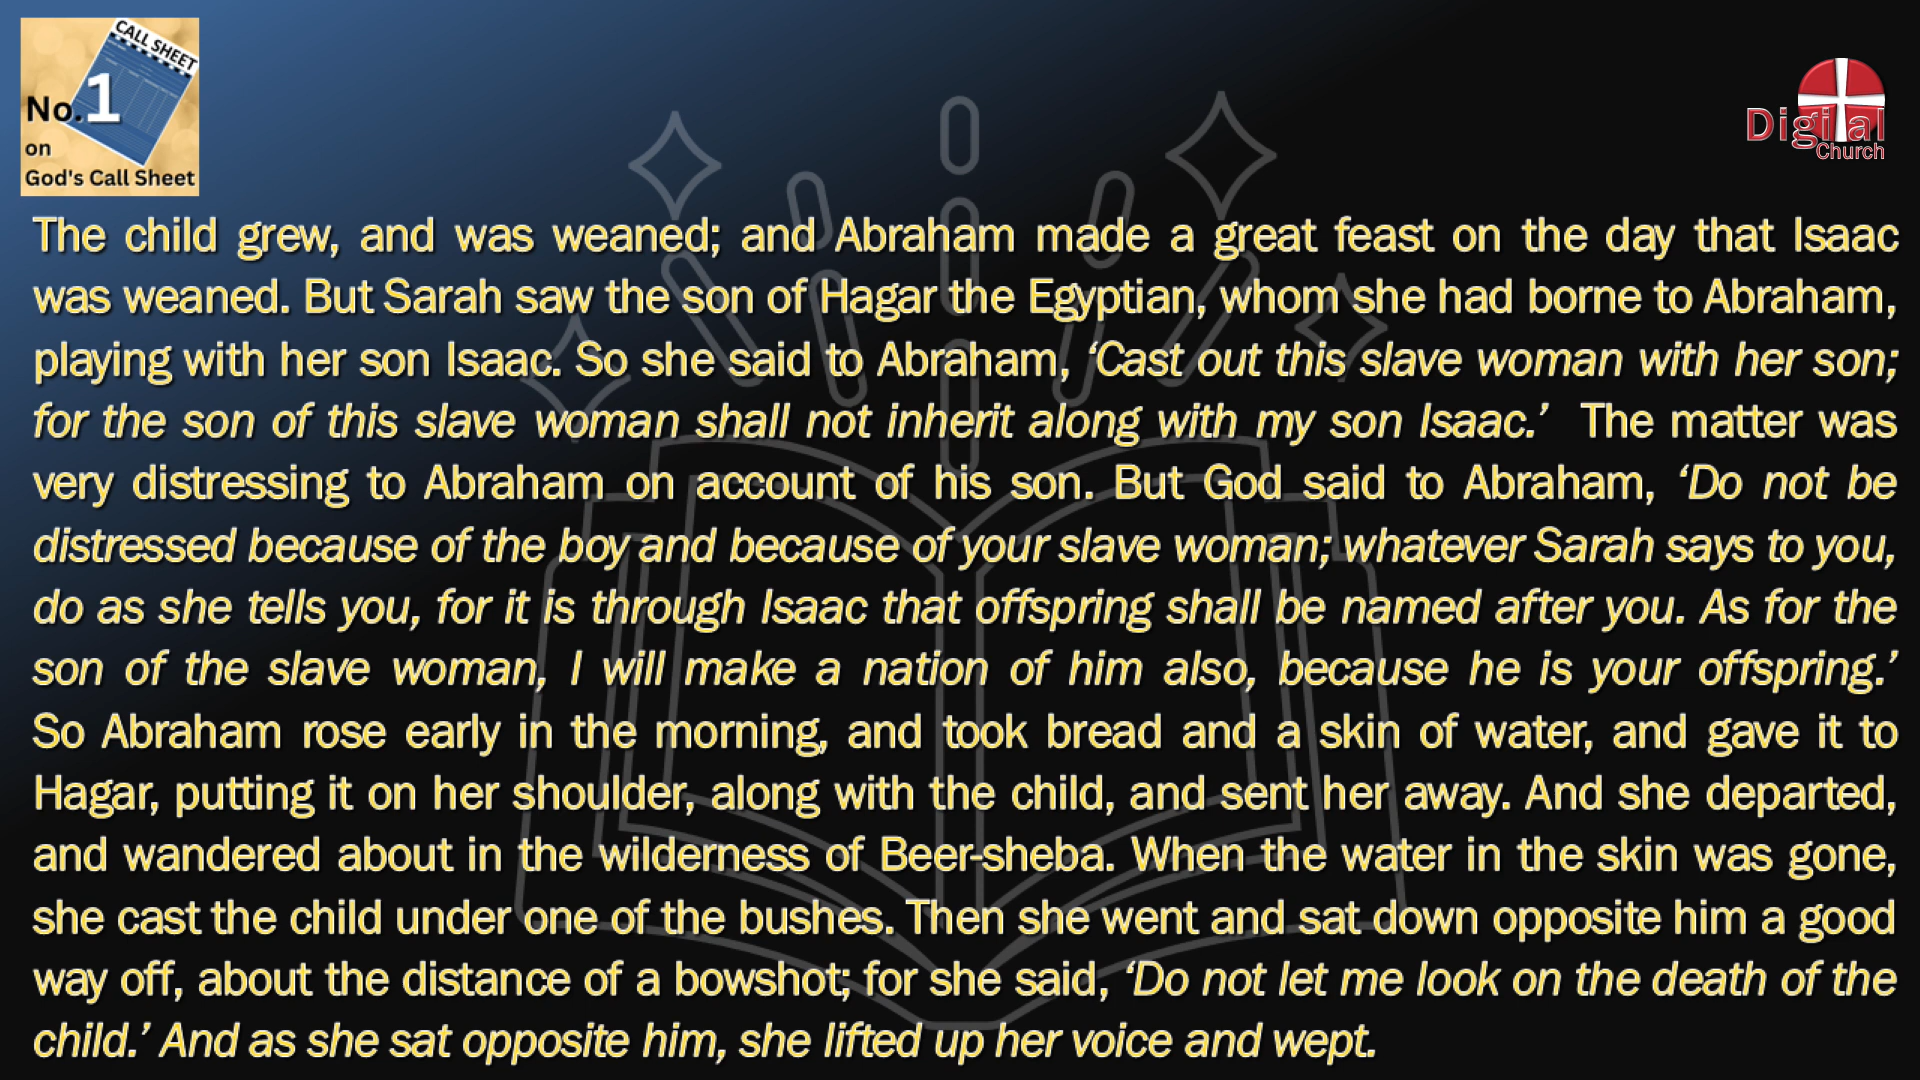 CALL SHEET
No.1
on
God's Call Sheet
Digital
Church
The child grew, and was weaned; and Abraham made a great feast on the day that Isaac
was weaned. But Sarah saw the son of Hagar the Egyptian, whom she had borne to Abraham,
playing with her son Isaac. So she said to Abraham, ‘Cast out this slave woman with her son;
for the son of this slave woman shall not inherit along with my son Isaac.’ The matter was
very distressing to Abraham on account of his son. But God said to Abraham, ‘Do not be
distressed because of the boy and because of your slave woman; whatever Sarah says to you,
do as she tells you, for it is through Isaac that offspring shall be named after you. As for the
son of the slave woman, I will make a nation of him also, because he is your offspring.’
So Abraham rose early in the morning, and took bread and a skin of water, and gave it to
Hagar, putting it on her shoulder, along with the child, and sent her away. And she departed,
and wandered about in the wilderness of Beer-sheba. When the water in the skin was gone,
she cast the child under one of the bushes. Then she went and sat down opposite him a good
way off, about the distance of a bowshot; for she said, ‘Do not let me look on the death of the
child.’ And as she sat opposite him, she lifted up her voice and wept.